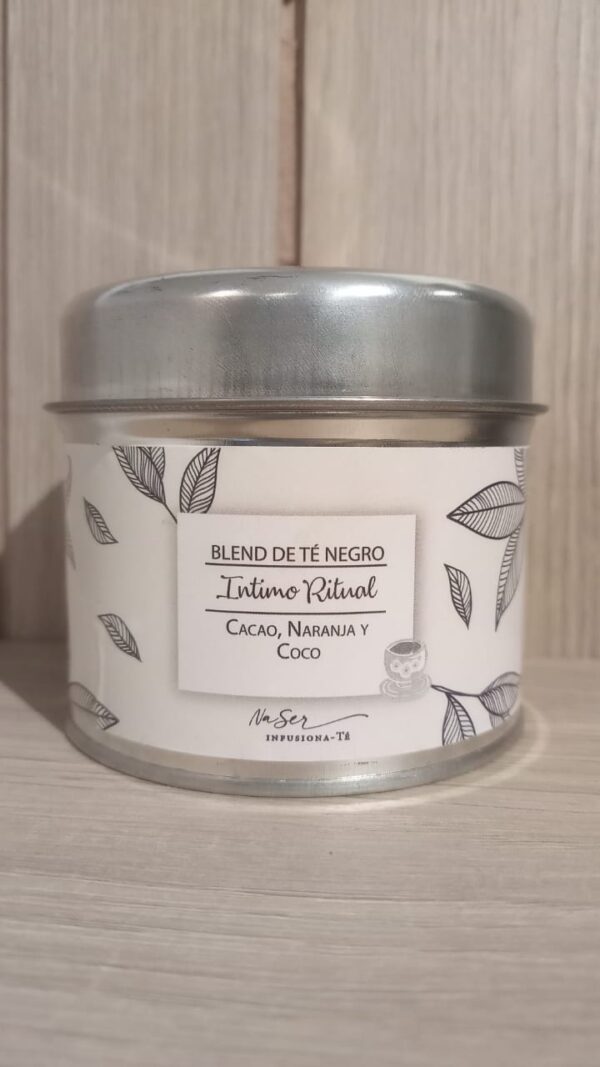 BLEND DE TÉ NEGRO
Intimo Ritual
CACAO, NARANJA Y
COCO
NaSer
INFUSIONA-TÉ